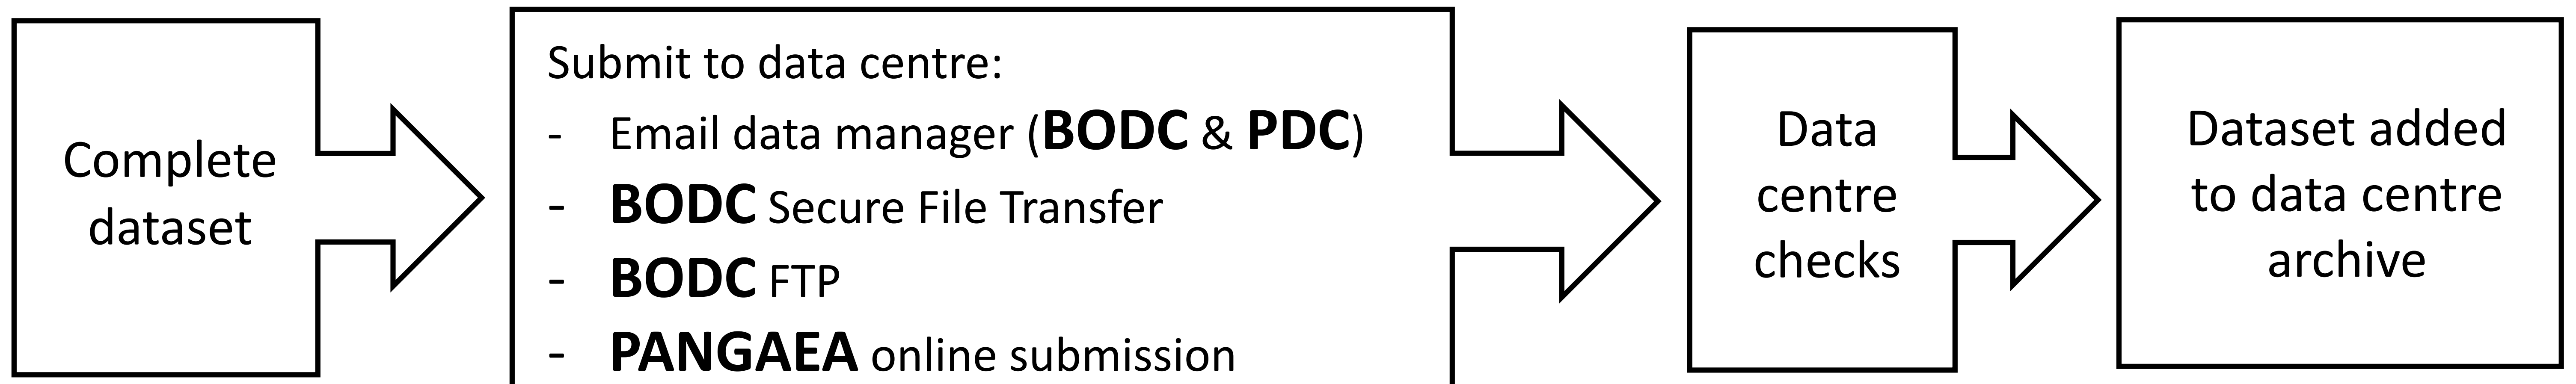 Complete
dataset
Submit to data centre:
- Email data manager (BODC & PDC)
- BODC Secure File Transfer
- BODC FTP
- PANGAEA online submission
Data
centre
checks
Dataset added
to data centre
archive